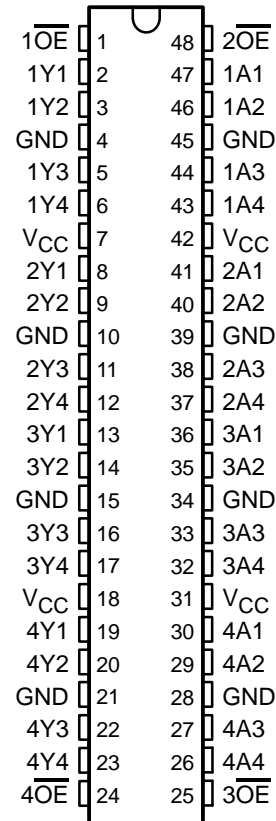 1O̅E̅ 1 48 2O̅E̅
1Y1 2 47 1A1
1Y2 3 46 1A2
GND 4 45 GND
1Y3 5 44 1A3
1Y4 6 43 1A4
VCC 7 42 VCC
2Y1 8 41 2A1
2Y2 9 40 2A2
GND 10 39 GND
2Y3 11 38 2A3
2Y4 12 37 2A4
3Y1 13 36 3A1
3Y2 14 35 3A2
GND 15 34 GND
3Y3 16 33 3A3
3Y4 17 32 3A4
VCC 18 31 VCC
4Y1 19 30 4A1
4Y2 20 29 4A2
GND 21 28 GND
4Y3 22 27 4A3
4Y4 23 26 4A4
4O̅E̅ 24 25 3O̅E̅